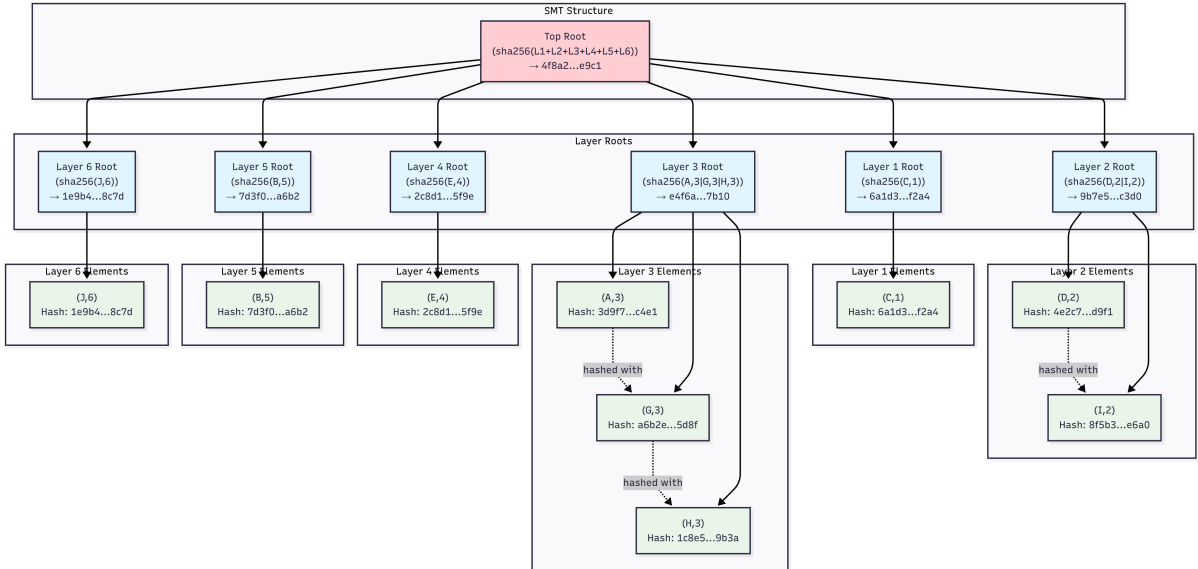 SMT Structure
Top Root
(sha256(L1+L2+L3+L4+L5+L6))
→ 4f8a2...e9c1
Layer Roots
Layer 6 Root
(sha256(J,6))
→ 1e9b4...8c7d
Layer 5 Root
(sha256(B,5))
→ 7d3f0...a6b2
Layer 4 Root
(sha256(E,4))
→ 2c8d1...5f9e
Layer 3 Root
(sha256(A,3|G,3|H,3))
→ e4f6a...7b10
Layer 1 Root
(sha256(C,1))
→ 6a1d3...f2a4
Layer 2 Root
(sha256(D,2|I,2))
→ 9b7e5...c3d0
Layer 6 Elements
(J,6)
Hash: 1e9b4...8c7d
Layer 5 Elements
(B,5)
Hash: 7d3f0...a6b2
Layer 4 Elements
(E,4)
Hash: 2c8d1...5f9e
Layer 3 Elements
(A,3)
Hash: 3d9f7...c4e1
hashed with
(G,3)
Hash: a6b2e...5d8f
hashed with
(H,3)
Hash: 1c8e5...9b3a
Layer 1 Elements
(C,1)
Hash: 6a1d3...f2a4
Layer 2 Elements
(D,2)
Hash: 4e2c7...d9f1
hashed with
(I,2)
Hash: 8f5b3...e6a0